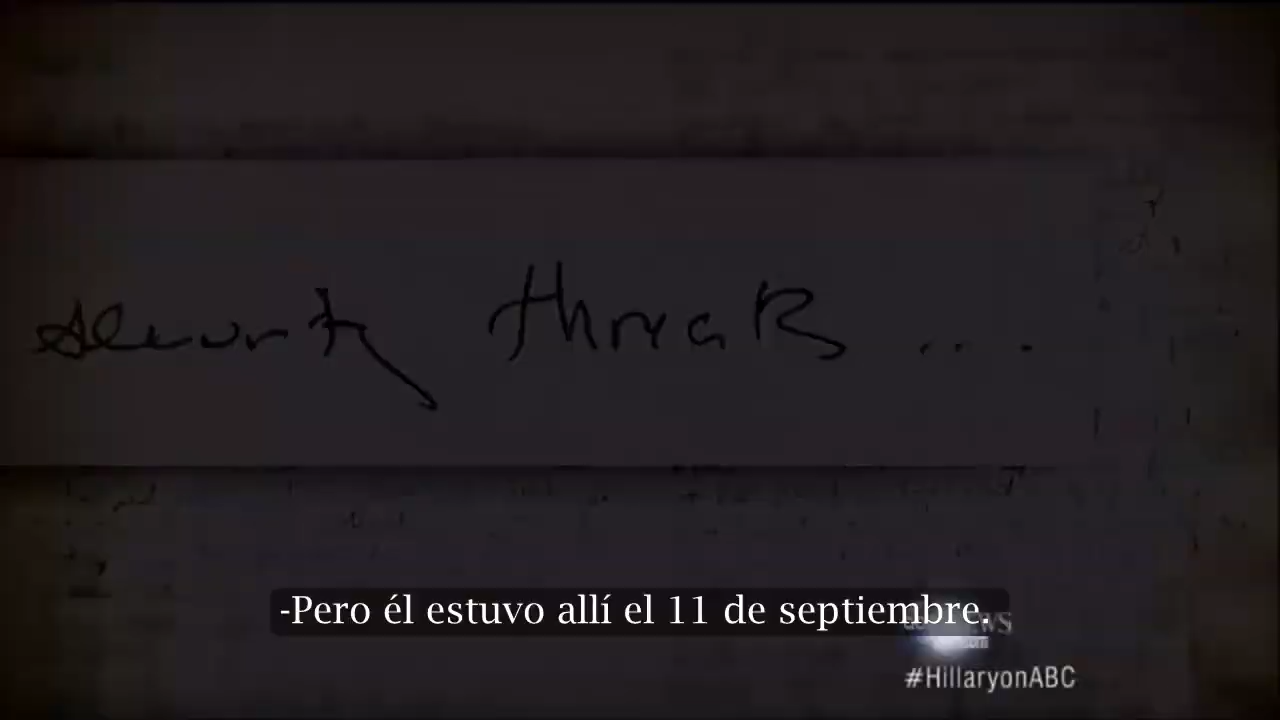 security threats ...
-Pero él estuvo allí el 11 de septiembre.
#HillaryonABC